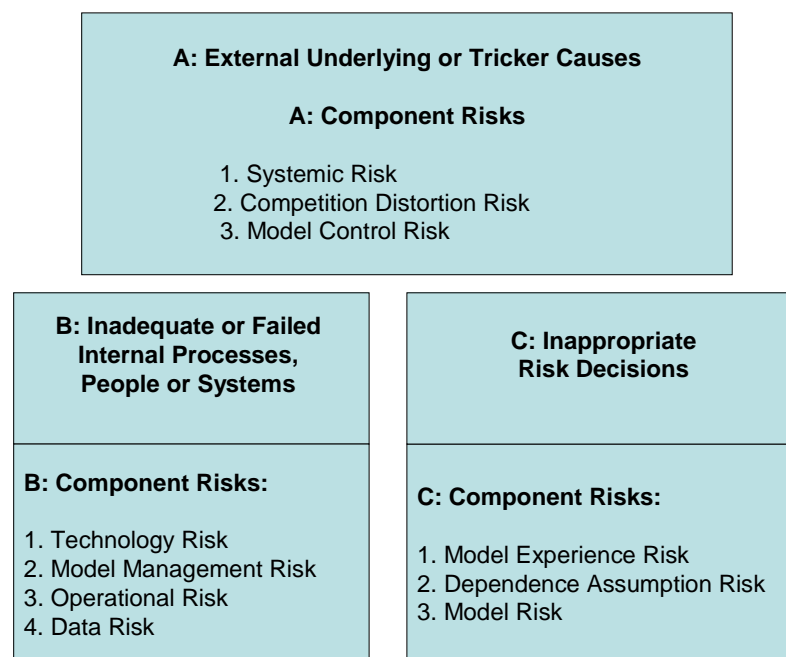 A: External Underlying or Tricker Causes
A: Component Risks
1. Systemic Risk
2. Competition Distortion Risk
3. Model Control Risk
B: Inadequate or Failed
Internal Processes,
People or Systems
B: Component Risks:
1. Technology Risk
2. Model Management Risk
3. Operational Risk
4. Data Risk
C: Inappropriate
Risk Decisions
C: Component Risks:
1. Model Experience Risk
2. Dependence Assumption Risk
3. Model Risk